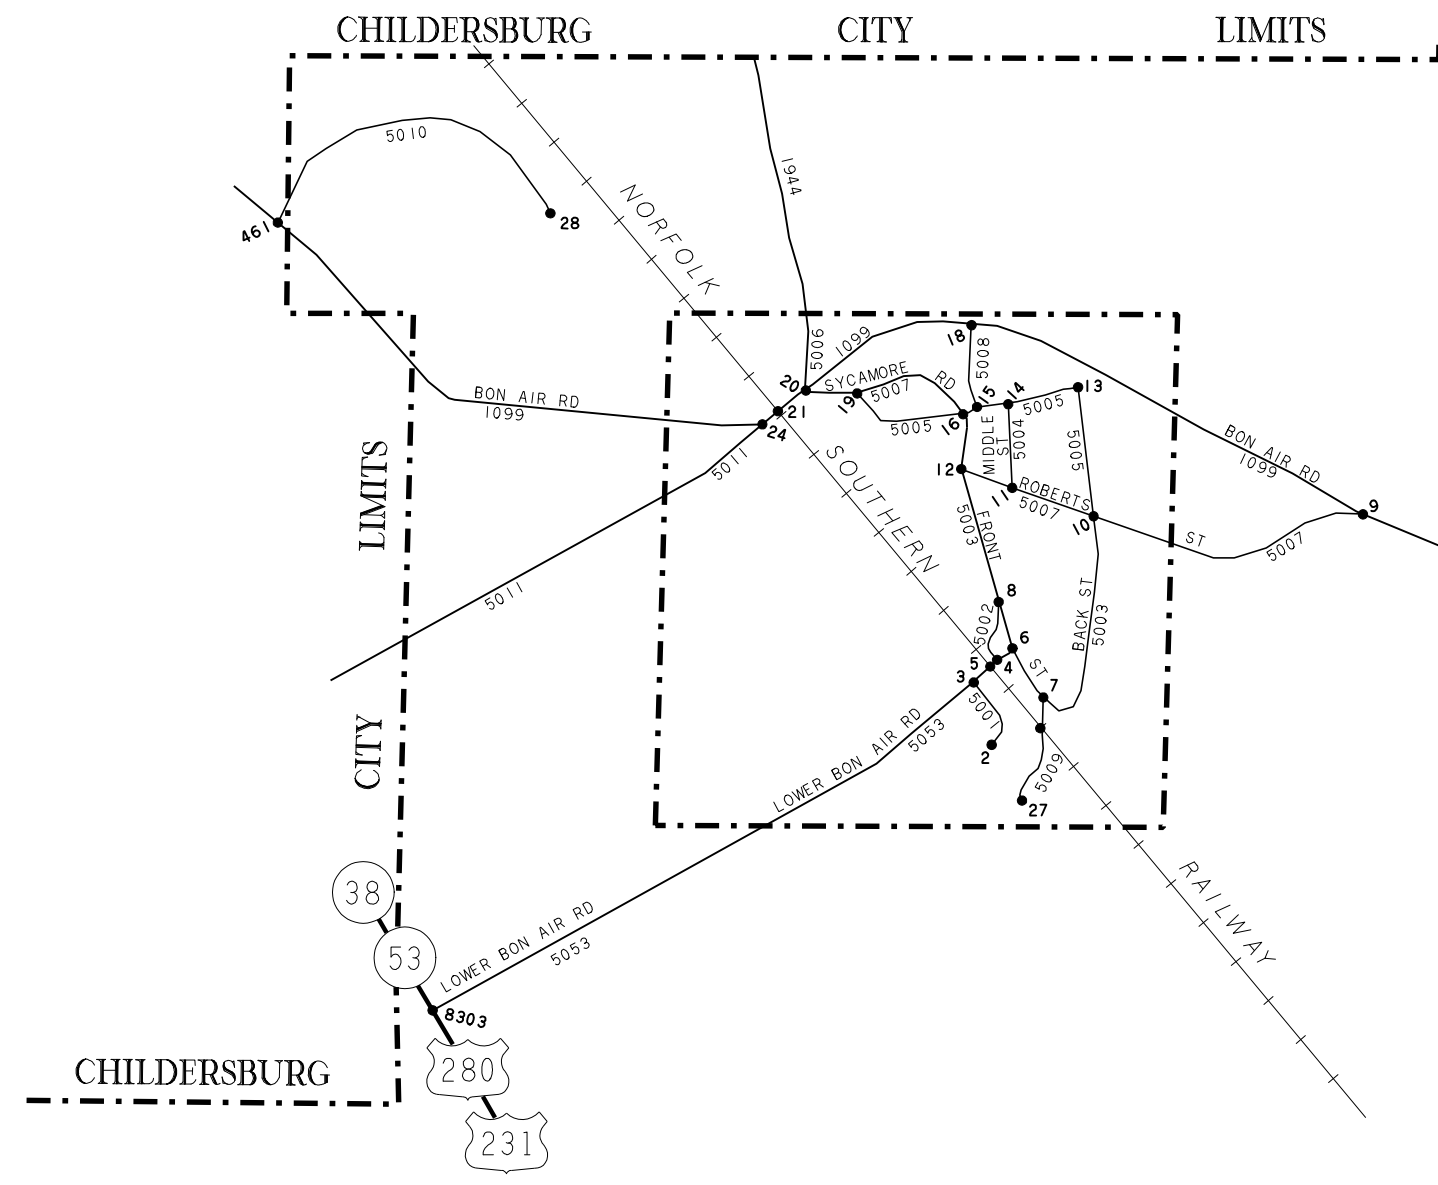 CHILDERSBURG CITY LIMITS
5010
28
461
NORFOLK
1944
5006
1099
18
5008
20
SYCAMORE RD
5007
19
21
24
BON AIR RD
1099
5005
16
15
14
5005
13
MIDDLE
ST
5004
5005
12
11
ROBERTS
5007
10
ST
5007
BON AIR RD
1099
9
5011
5011
SOUTHERN
FRONT
5003
8
5002
6
5
4
ST
3
7
5001
2
BACK ST
5003
5009
27
LOWER BON AIR RD
5053
LIMITS
CITY
38
53
LOWER BON AIR RD
5053
8303
RAILWAY
CHILDERSBURG
280
231